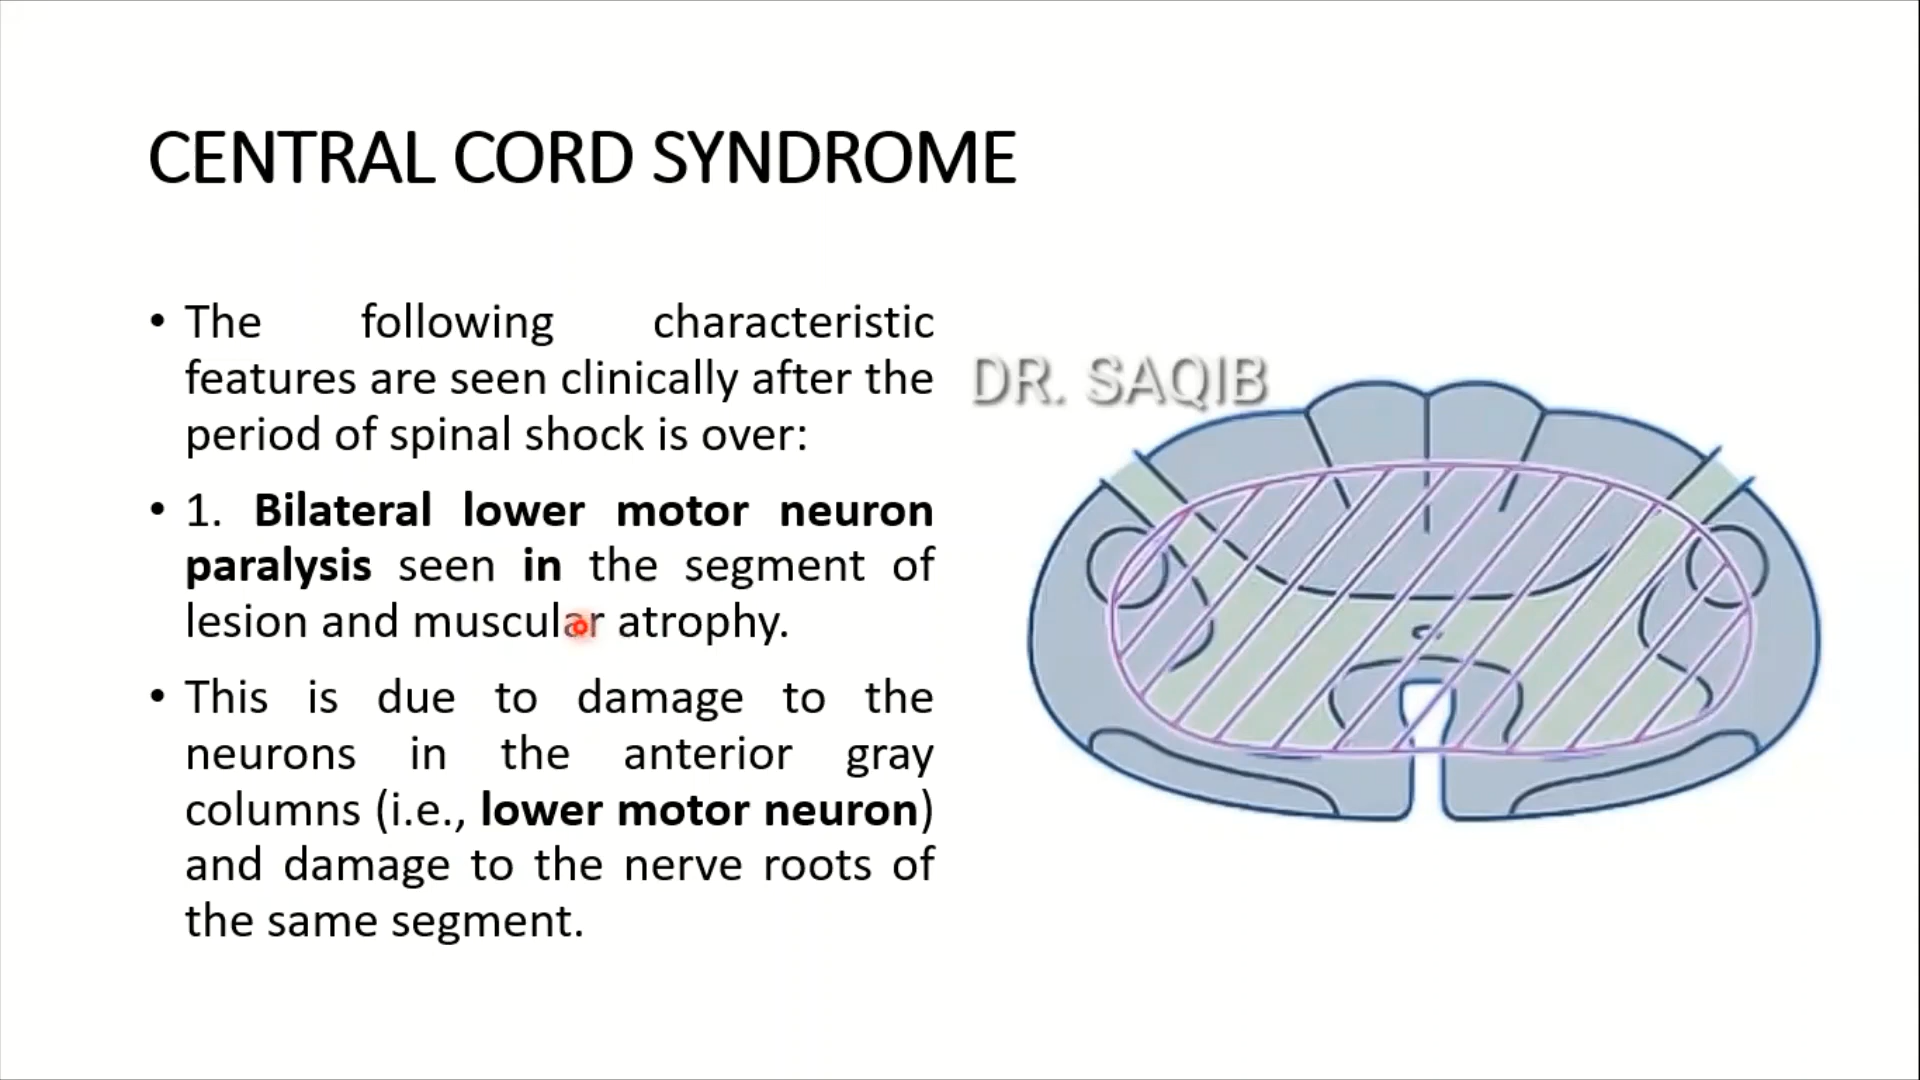 CENTRAL CORD SYNDROME
• The following characteristic
features are seen clinically after the
period of spinal shock is over:
• 1. Bilateral lower motor neuron
paralysis seen in the segment of
lesion and muscular atrophy.
• This is due to damage to the
neurons in the anterior gray
columns (i.e., lower motor neuron)
and damage to the nerve roots of
the same segment.
DR. SAQIB